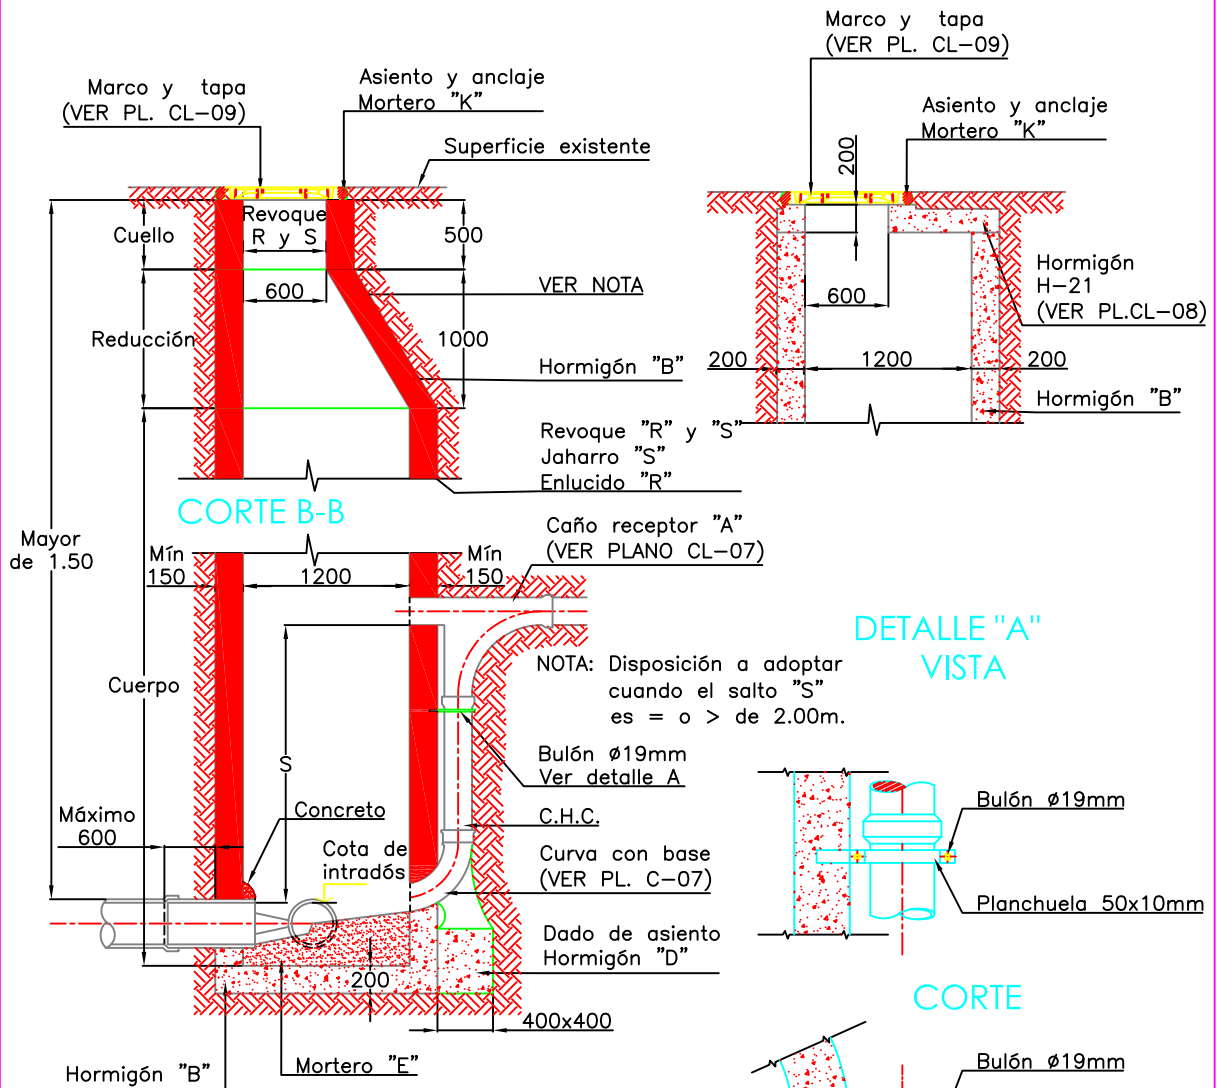 Marco y tapa
(VER PL. CL-09)
Asiento y anclaje
Mortero "K"
Superficie existente
Revoque
R y S
Cuello
500
600
VER NOTA
Reducción
1000
Hormigón "B"
Revoque "R" y "S"
Jaharro "S"
Enlucido "R"
CORTE B-B
Mayor
de 1.50
Mín
150
1200
Mín
150
Caño receptor "A"
(VER PLANO CL-07)
NOTA: Disposición a adoptar
cuando el salto "S"
es = o > de 2.00m.
Cuerpo
S
Bulón ø19mm
Ver detalle A
Máximo
600
Concreto
C.H.C.
Cota de
intradós
Curva con base
(VER PL. C-07)
Dado de asiento
Hormigón "D"
200
400x400
Hormigón "B"
Mortero "E"
Marco y tapa
(VER PL. CL-09)
Asiento y anclaje
Mortero "K"
200
Hormigón
H-21
(VER PL.CL-08)
600
200
1200
200
Hormigón "B"
DETALLE "A"
VISTA
Bulón ø19mm
Planchuela 50x10mm
CORTE
Bulón ø19mm